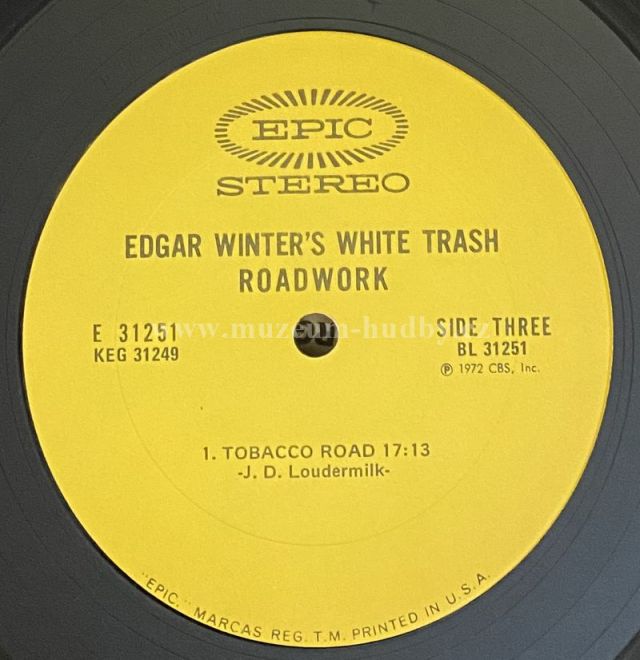 EPIC
STEREO
EDGAR WINTER'S WHITE TRASH
ROADWORK
E 31251
KEG 31249
www.muzeum-hudby.cz
SIDE THREE
BL 31251
℗ 1972 CBS, Inc.
1. TOBACCO ROAD 17:13
-J. D. Loudermilk-
"EPIC," MARCAS REG. T.M. PRINTED IN U.S.A.